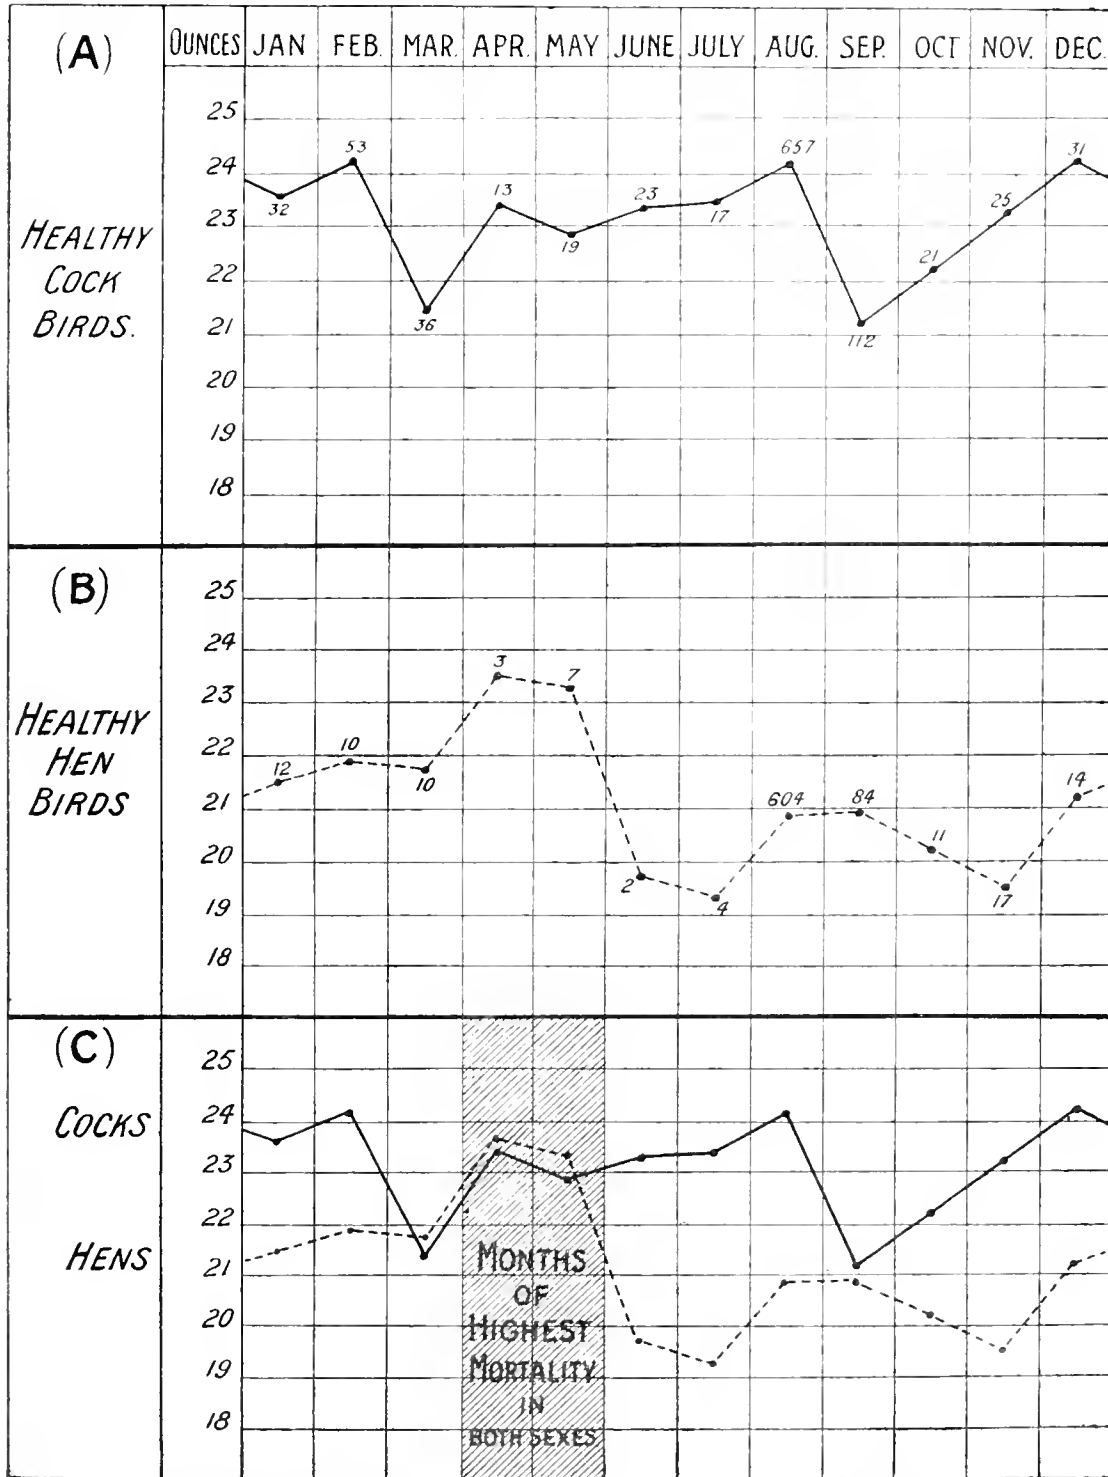 (A)
OUNCES JAN FEB. MAR. APR. MAY JUNE JULY AUG. SEP. OCT NOV. DEC.
HEALTHY
COCK
BIRDS.
25
24
23
22
21
20
19
18
32
53
36
13
19
23
17
657
112
21
25
31
(B)
HEALTHY
HEN
BIRDS
25
24
23
22
21
20
19
18
12
10
10
3
7
2
4
604
84
11
17
14
(C)
COCKS
HENS
25
24
23
22
21
20
19
18
MONTHS
OF
HIGHEST
MORTALITY
IN
BOTH SEXES